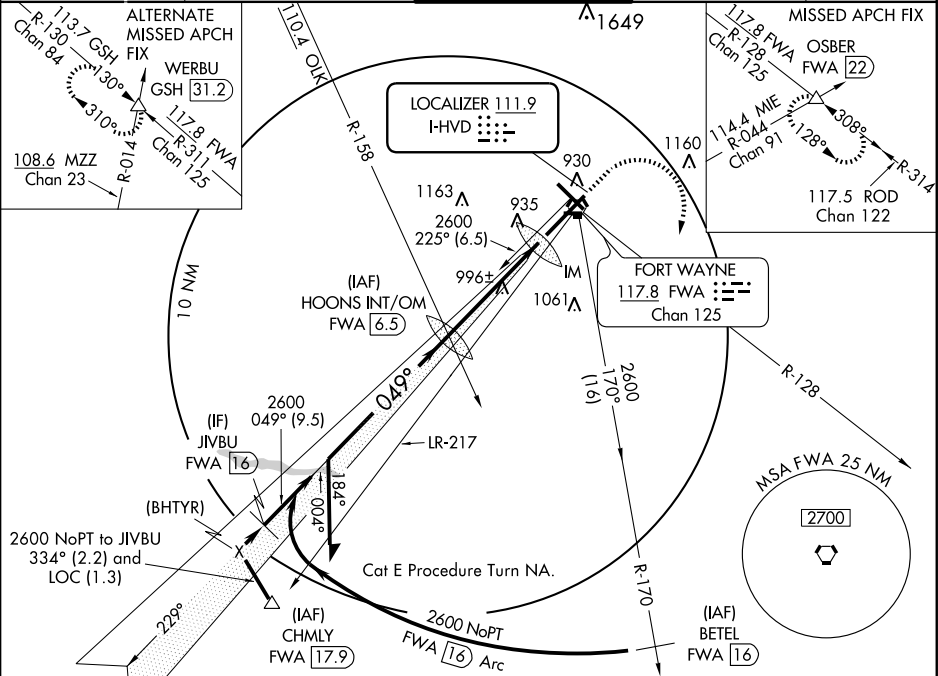 ALTERNATE
MISSED APCH
FIX
113.7 GSH
R-130
Chan 84
130°
310°
WERBU
GSH 31.2
117.8 FWA
R-311
Chan 125
R-014
108.6 MZZ
Chan 23
110.4 OLK
R-158
1649
LOCALIZER 111.9
I-HVD
MISSED APCH FIX
117.8 FWA
R-128
Chan 125
OSBER
FWA 22
114.4 MIE
R-044
Chan 91
308°
128°
R-314
117.5 ROD
Chan 122
1160
930
1163
935
2600
225° (6.5)
996±
IM
1061
FORT WAYNE
117.8 FWA
Chan 125
10 NM
(IAF)
HOONS INT/OM
FWA 6.5
049°
2600
170°
(16)
R-128
2600
049° (9.5)
(IF)
JIVBU
FWA 16
LR-217
184°
004°
(BHTYR)
2600 NoPT to JIVBU
334° (2.2) and
LOC (1.3)
229°
Cat E Procedure Turn NA.
(IAF)
CHMLY
FWA 17.9
2600 NoPT
FWA 16 Arc
R-170
(IAF)
BETEL
FWA 16
MSA FWA 25 NM
2700